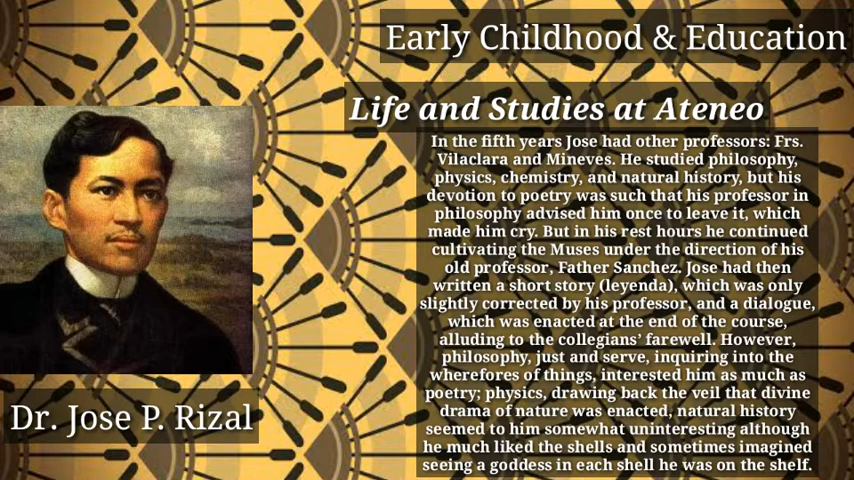 Early Childhood & Education
Life and Studies at Ateneo
In the fifth years Jose had other professors: Frs.
Vilaclara and Mineves. He studied philosophy,
physics, chemistry, and natural history, but his
devotion to poetry was such that his professor in
philosophy advised him once to leave it, which
made him cry. But in his rest hours he continued
cultivating the Muses under the direction of his
old professor, Father Sanchez. Jose had then
written a short story (leyenda), which was only
slightly corrected by his professor, and a dialogue,
which was enacted at the end of the course,
alluding to the collegians’ farewell. However,
philosophy, just and serve, inquiring into the
wherefores of things, interested him as much as
poetry; physics, drawing back the veil that divine
drama of nature was enacted, natural history
seemed to him somewhat uninteresting although
he much liked the shells and sometimes imagined
seeing a goddess in each shell he was on the shelf.
Dr. Jose P. Rizal